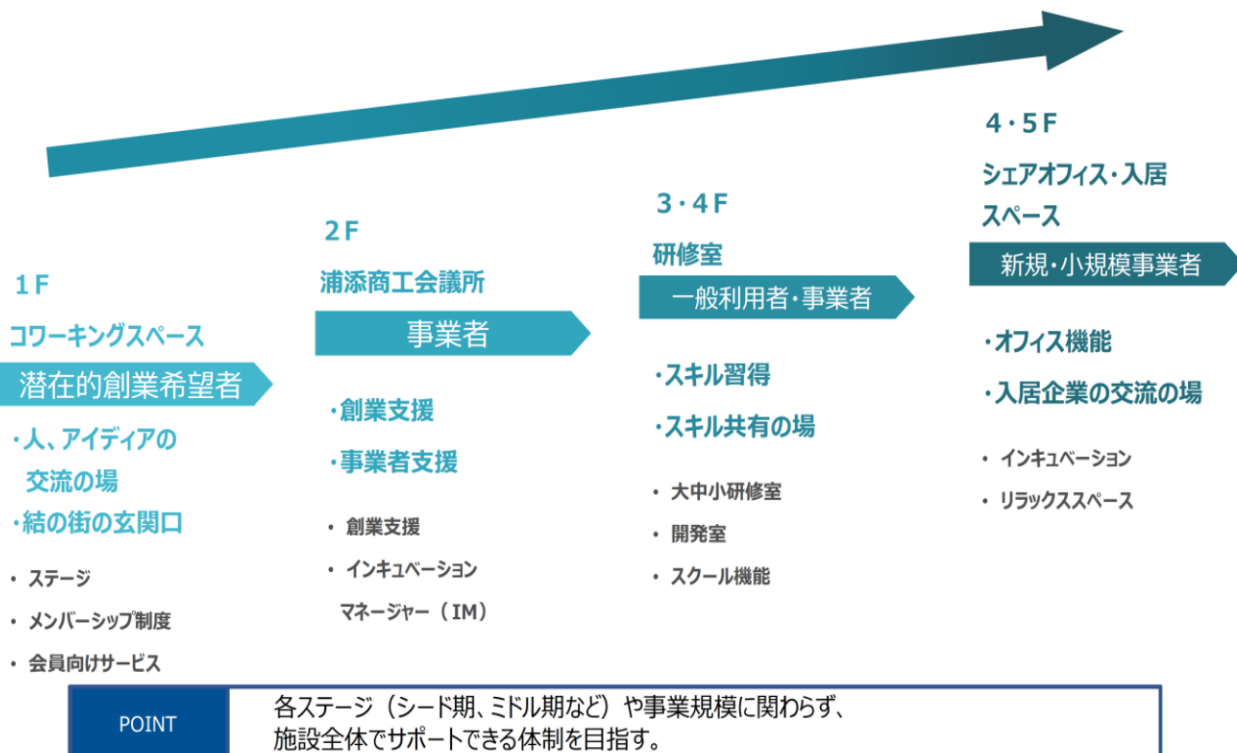 1F
コワーキングスペース
潜在的創業希望者
・人、アイディアの
交流の場
・結の街の玄関口
・ ステージ
・ メンバーシップ制度
・ 会員向けサービス
2F
浦添商工会議所
事業者
・創業支援
・事業者支援
・ 創業支援
・ インキュベーション
マネージャー（IM）
3・4F
研修室
一般利用者・事業者
・スキル習得
・スキル共有の場
・ 大中小研修室
・ 開発室
・ スクール機能
4・5F
シェアオフィス・入居
スペース
新規・小規模事業者
・オフィス機能
・入居企業の交流の場
・ インキュベーション
・ リラックススペース
POINT
各ステージ（シード期、ミドル期など）や事業規模に関わらず、
施設全体でサポートできる体制を目指す。